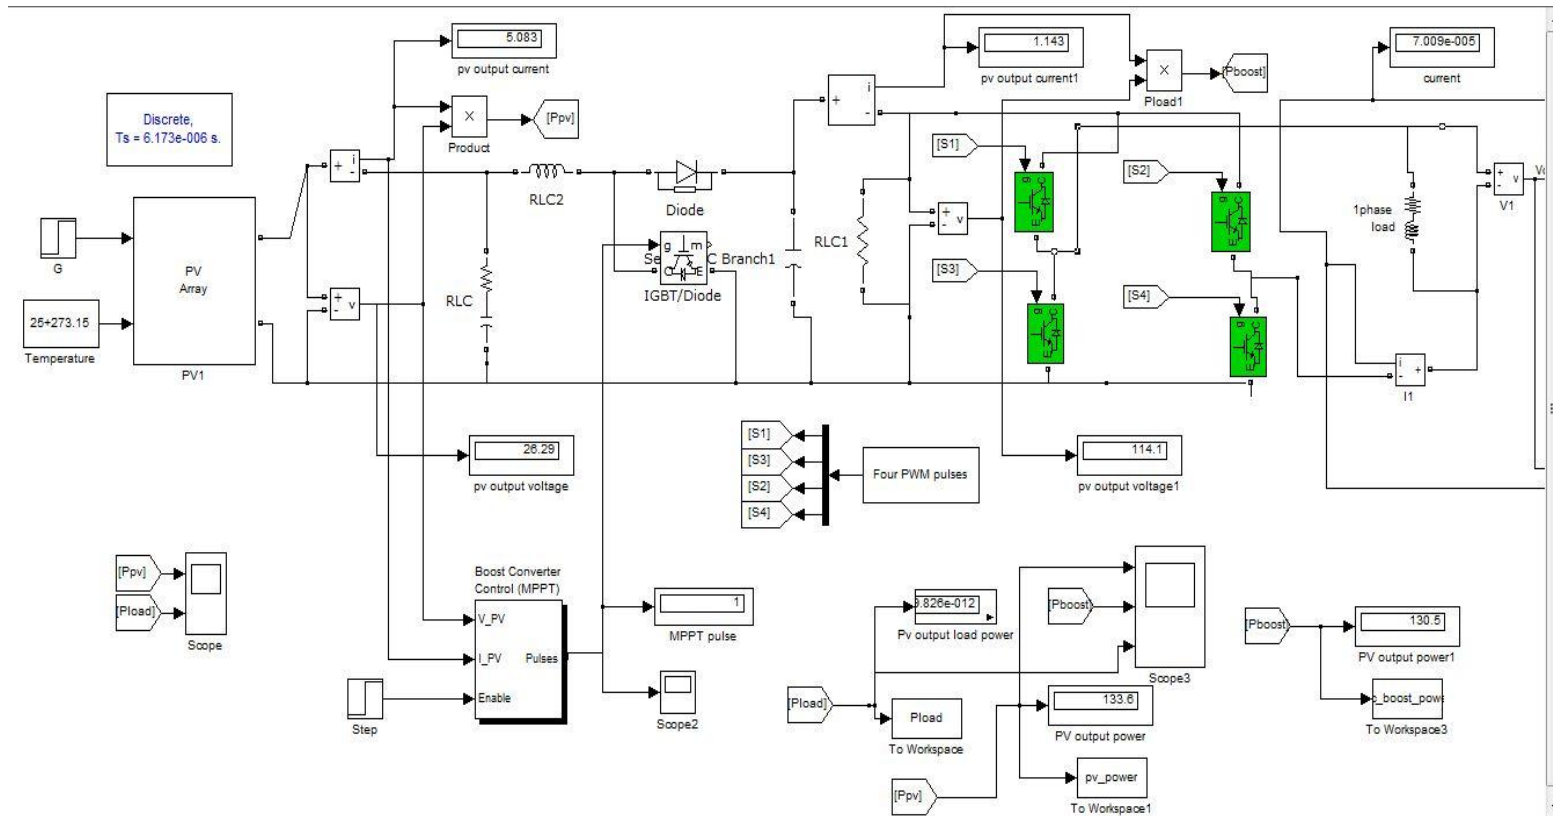 5.083
pv output current
1.143
pv output current1
7.009e-005
current
Discrete,
Ts = 6.173e-006 s.
X
Product
[Ppv]
X
Pload1
[Pboost]
+
i
-
+
i
-
RLC2
Diode
RLC
g
m
C
E
Branch1
IGBT/Diode
RLC1
+
-
v
[S1]
[S2]
[S3]
[S4]
g
C
E
g
C
E
g
C
E
g
C
E
1phase
load
+
-
v
V1
i
-
+
I1
G
25+273.15
Temperature
PV
Array
PV1
+
-
v
26.29
pv output voltage
[S1]
[S3]
[S2]
[S4]
Four PWM pulses
114.1
pv output voltage1
[Ppv]
[Pload]
Scope
Boost Converter
Control (MPPT)
V_PV
I_PV
Pulses
Enable
Step
1
MPPT pulse
Scope2
.826e-012
Pv output load power
[Pboost]
Scope3
[Pload]
Pload
To Workspace
133.6
PV output power
[Ppv]
pv_power
To Workspace1
[Pboost]
130.5
PV output power1
c_boost_powe
To Workspace3